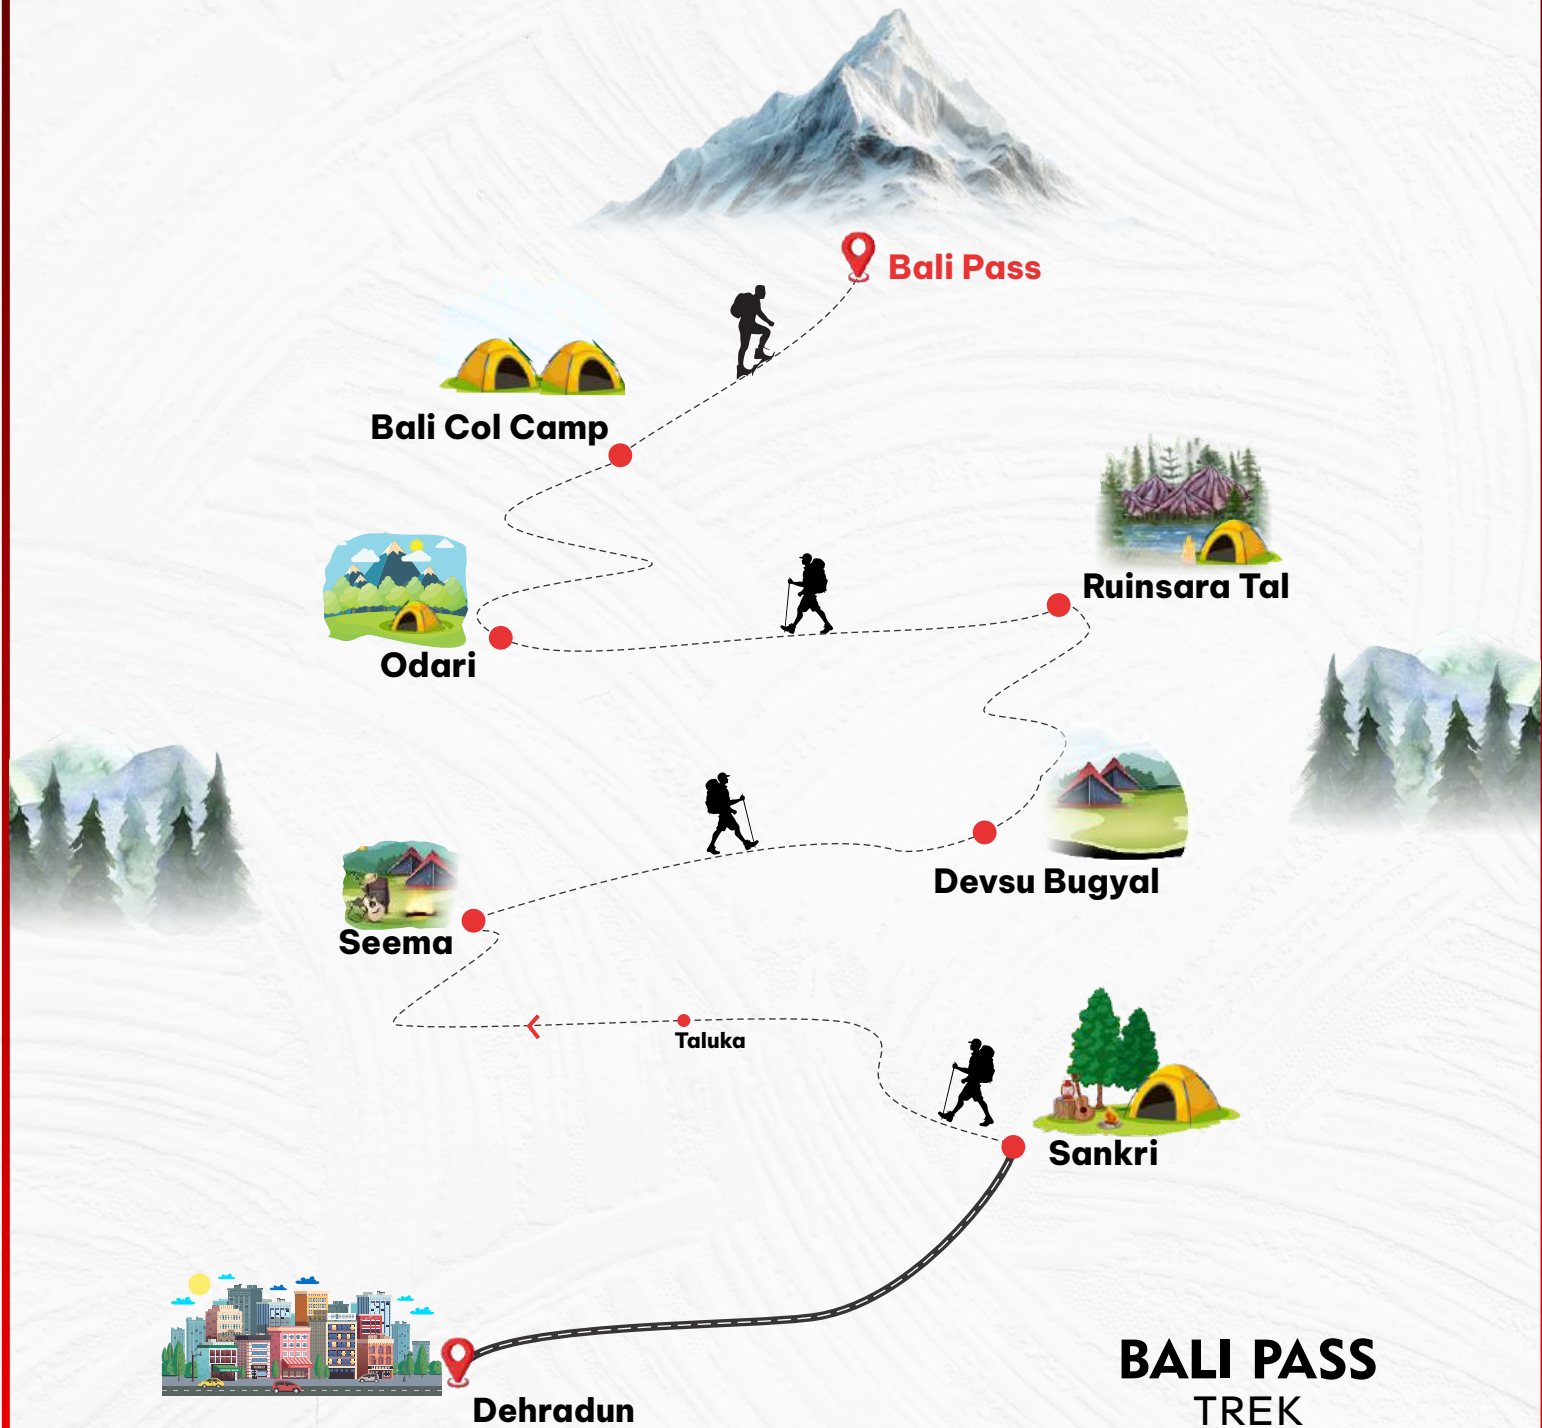 Bali Pass
Bali Col Camp
Ruinsara Tal
Odari
Devsu Bugyal
Seema
Taluka
Sankri
BALI PASS
TREK
Dehradun